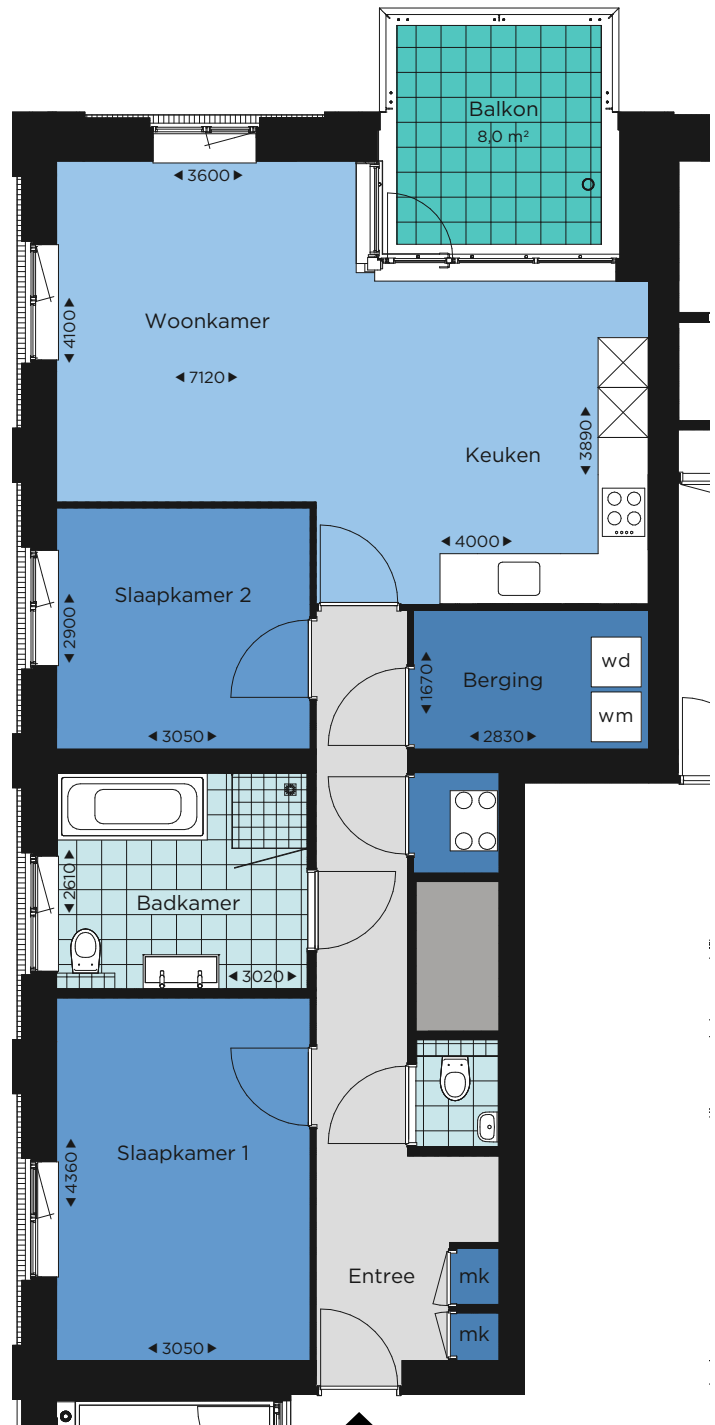 Balkon
8,0 m²
3600
4100
Woonkamer
7120
3890
Keuken
4000
Slaapkamer 2
2900
3050
1670
Berging
wd
wm
2830
2610
Badkamer
3020
Slaapkamer 1
4360
3050
Entree
mk
mk